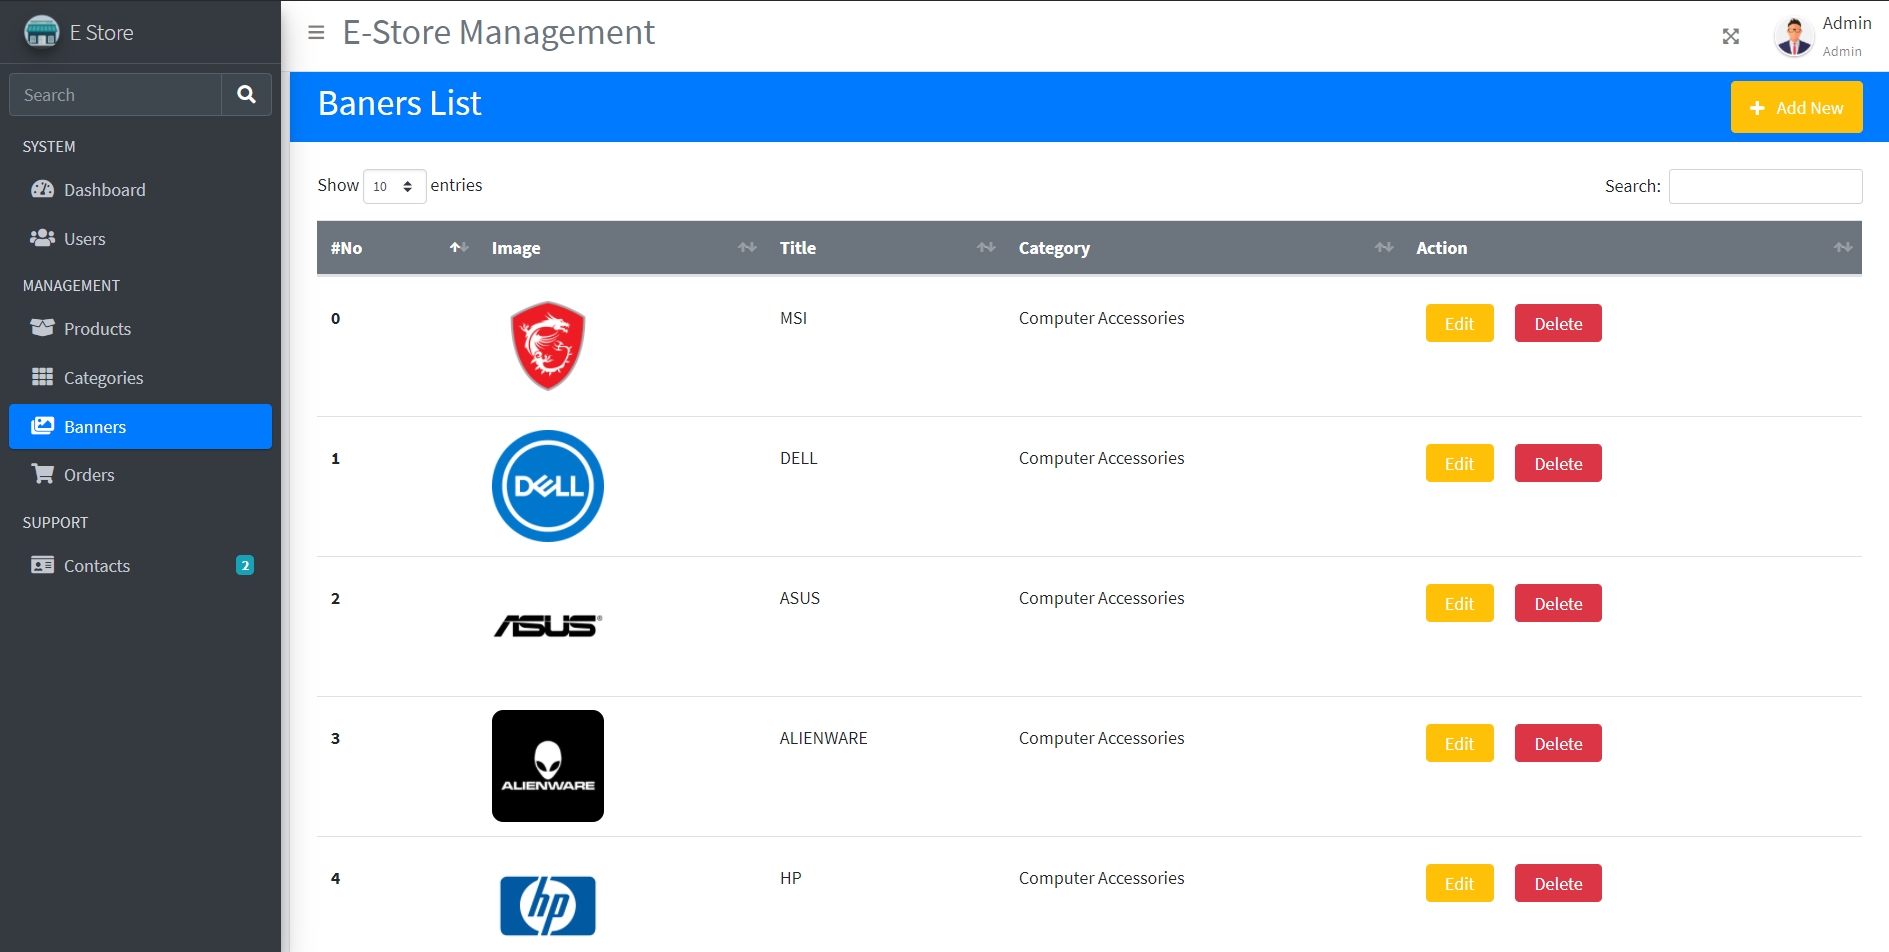 E Store
E-Store Management
Admin
Admin
Search
Baners List
Add New
SYSTEM
Dashboard
Users
MANAGEMENT
Products
Categories
Banners
Orders
SUPPORT
Contacts 2
Show 10 entries
Search:
#No Image Title Category Action
0 MSI Computer Accessories Edit Delete
1 DELL DELL Computer Accessories Edit Delete
2 ASUS® ASUS Computer Accessories Edit Delete
3 ALIENWARE ALIENWARE Computer Accessories Edit Delete
4 hp HP Computer Accessories Edit Delete